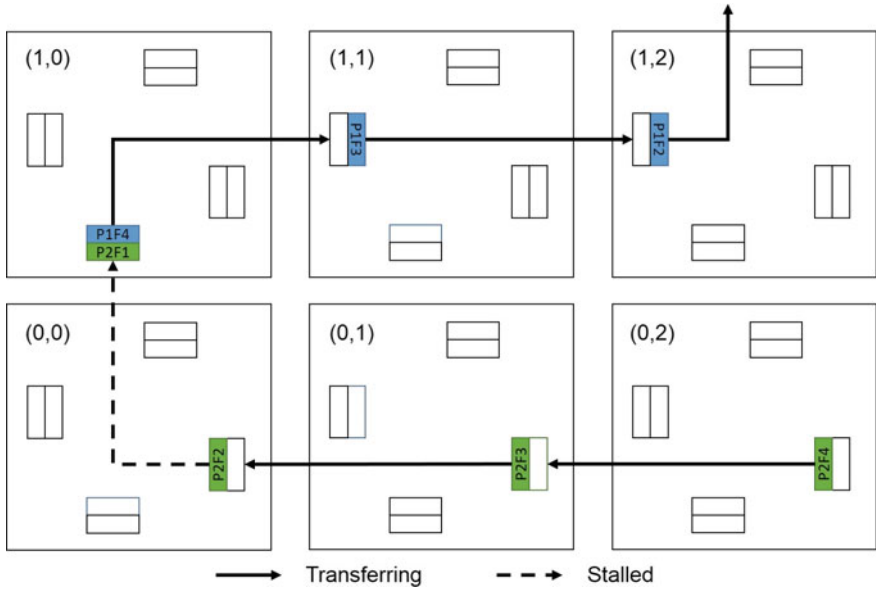 (1,0)
(1,1)
(1,2)
P1F3
P1F2
P1F4
P2F1
(0,0)
(0,1)
(0,2)
P2F2
P2F3
P2F4
Transferring
Stalled